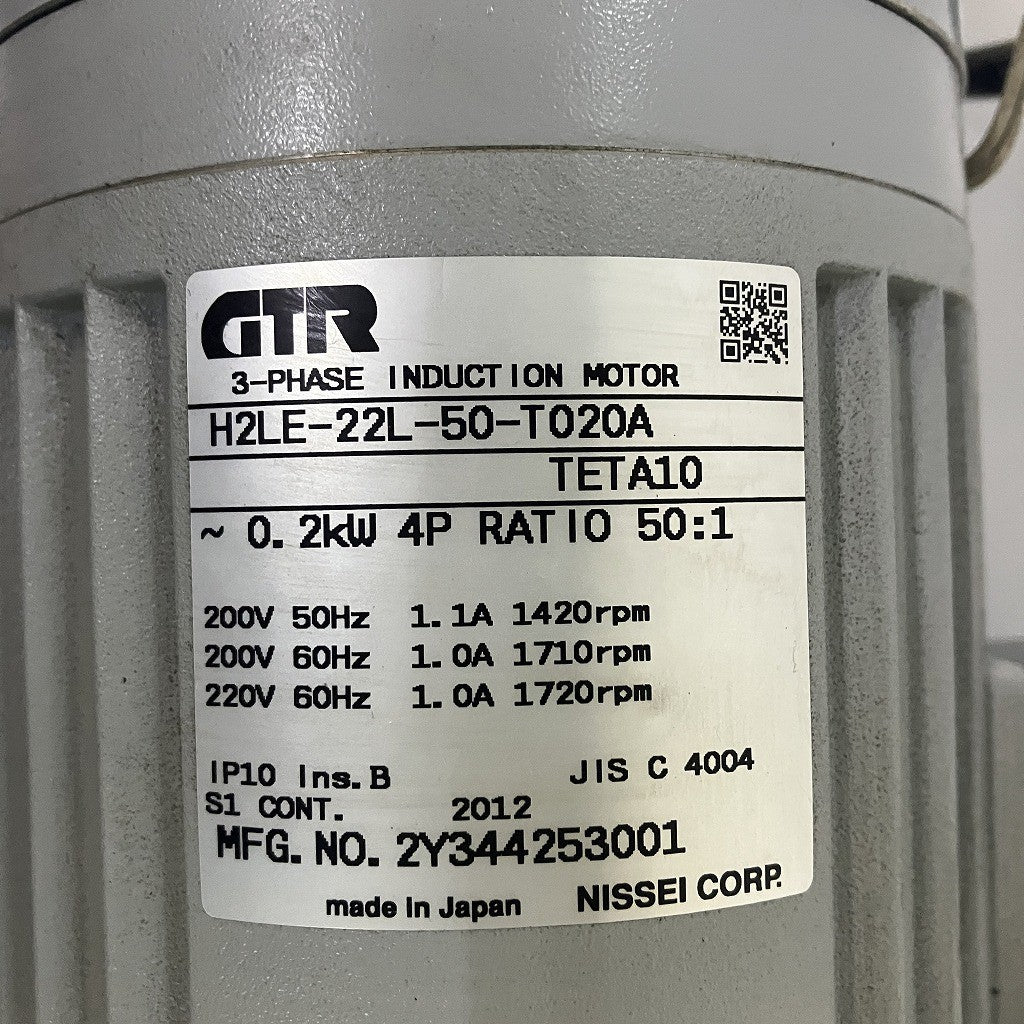 GTR
3-PHASE INDUCTION MOTOR
H2LE-22L-50-T020A
TETA10
~ 0.2kW 4P RATIO 50:1
200V 50Hz 1.1A 1420rpm
200V 60Hz 1.0A 1710rpm
220V 60Hz 1.0A 1720rpm
IP10 Ins.B JIS C 4004
S1 CONT. 2012
MFG.NO. 2Y344253001
made In Japan NISSEI CORP.